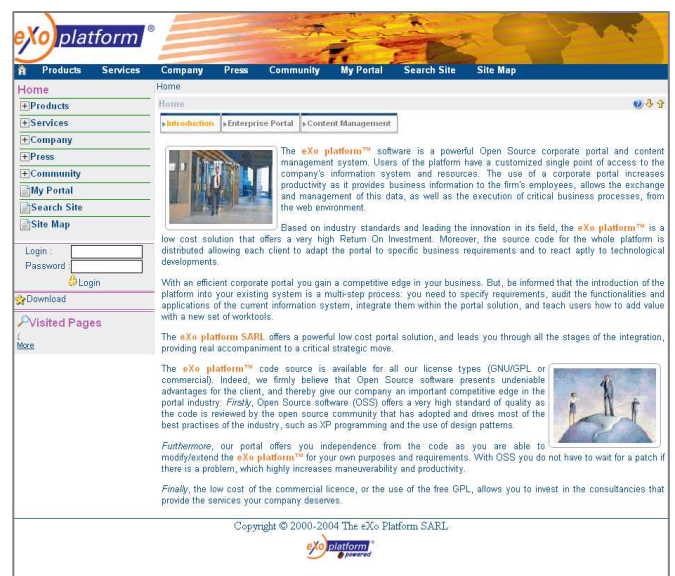 eXo platform ®
Products Services Company Press Community My Portal Search Site Site Map
Home
Products
Services
Company
Press
Community
My Portal
Search Site
Site Map
Login :
Password :
Login
Download
Visited Pages
More
Home
Home
Introduction Enterprise Portal Content Management
The eXo platform™ software is a powerful Open Source corporate portal and content
management system. Users of the platform have a customized single point of access to the
company's information system and resources. The use of a corporate portal increases
productivity as it provides business information to the firm's employees, allows the exchange
and management of this data, as well as the execution of critical business processes, from
the web environment.
Based on industry standards and leading the innovation in its field, the eXo platform™ is a
low cost solution that offers a very high Return On Investment. Moreover, the source code for the whole platform is
distributed allowing each client to adapt the portal to specific business requirements and to react aptly to technological
developments.
With an efficient corporate portal you gain a competitive edge in your business. But, be informed that the introduction of the
platform into your existing system is a multi-step process: you need to specify requirements, audit the functionalities and
applications of the current information system, integrate them within the portal solution, and teach users how to add value
with a new set of worktools.
The eXo platform SARL offers a powerful low cost portal solution, and leads you through all the stages of the integration,
providing real accompaniment to a critical strategic move.
The eXo platform™ code source is available for all our license types (GNU/GPL or
commercial). Indeed, we firmly believe that Open Source software presents undeniable
advantages for the client, and thereby give our company an important competitive edge in the
portal industry: Firstly, Open Source software (OSS) offers a very high standard of quality as
the code is reviewed by the open source community that has adopted and drives most of the
best practises of the industry, such as XP programming and the use of design patterns.
Futhermore, our portal offers you independence from the code as you are able to
modify/extend the eXo platform™ for your own purposes and requirements. With OSS you do not have to wait for a patch if
there is a problem, which highly increases maneuverability and productivity.
Finally, the low cost of the commercial licence, or the use of the free GPL, allows you to invest in the consultancies that
provide the services your company deserves.
Copyright © 2000-2004 The eXo Platform SARL
eXo platform
powered